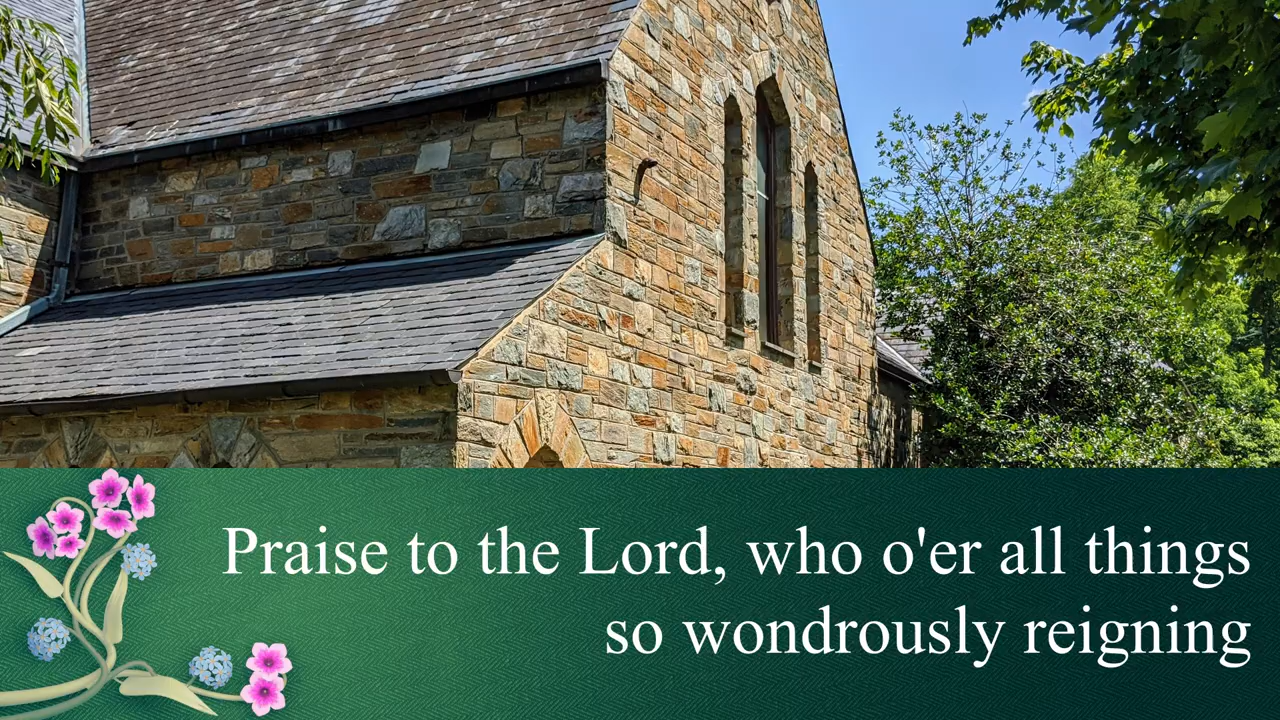 Praise to the Lord, who o'er all things
so wondrously reigning